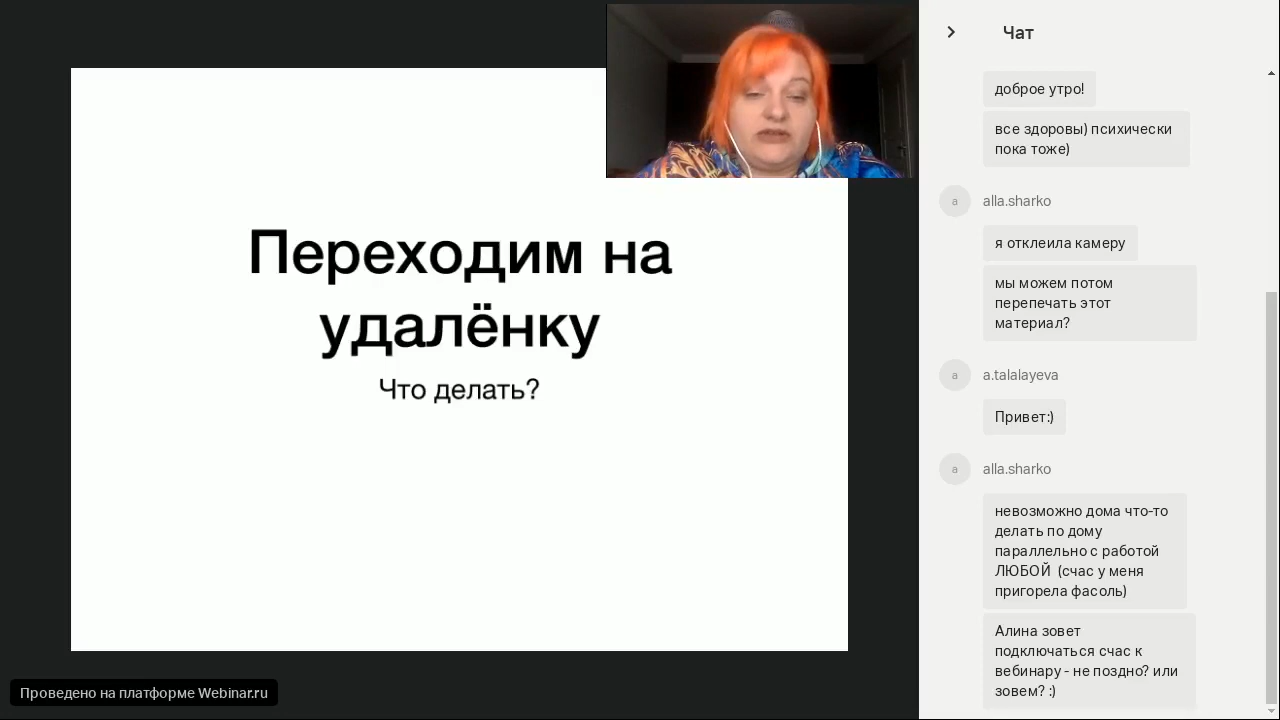 Переходим на
удалёнку
Что делать?
Проведено на платформе Webinar.ru
Чат
доброе утро!
все здоровы) психически
пока тоже)
a
alla.sharko
я отклеила камеру
мы можем потом
перепечать этот
материал?
a
a.talalayeva
Привет:)
a
alla.sharko
невозможно дома что-то
делать по дому
параллельно с работой
ЛЮБОЙ (счас у меня
пригорела фасоль)
Алина зовет
подключаться счас к
вебинару - не поздно? или
зовем? :)